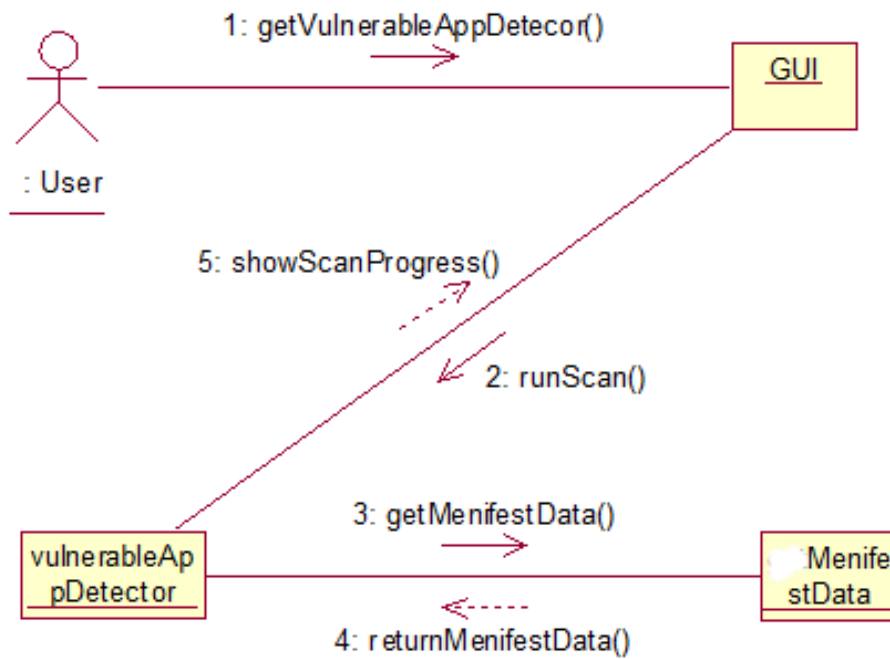 1: getVulnerableAppDetecor()
GUI
: User
5: showScanProgress()
2: runScan()
3: getMenifestData()
vulnerableAp
pDetector
Menife
stData
4: returnMenifestData()